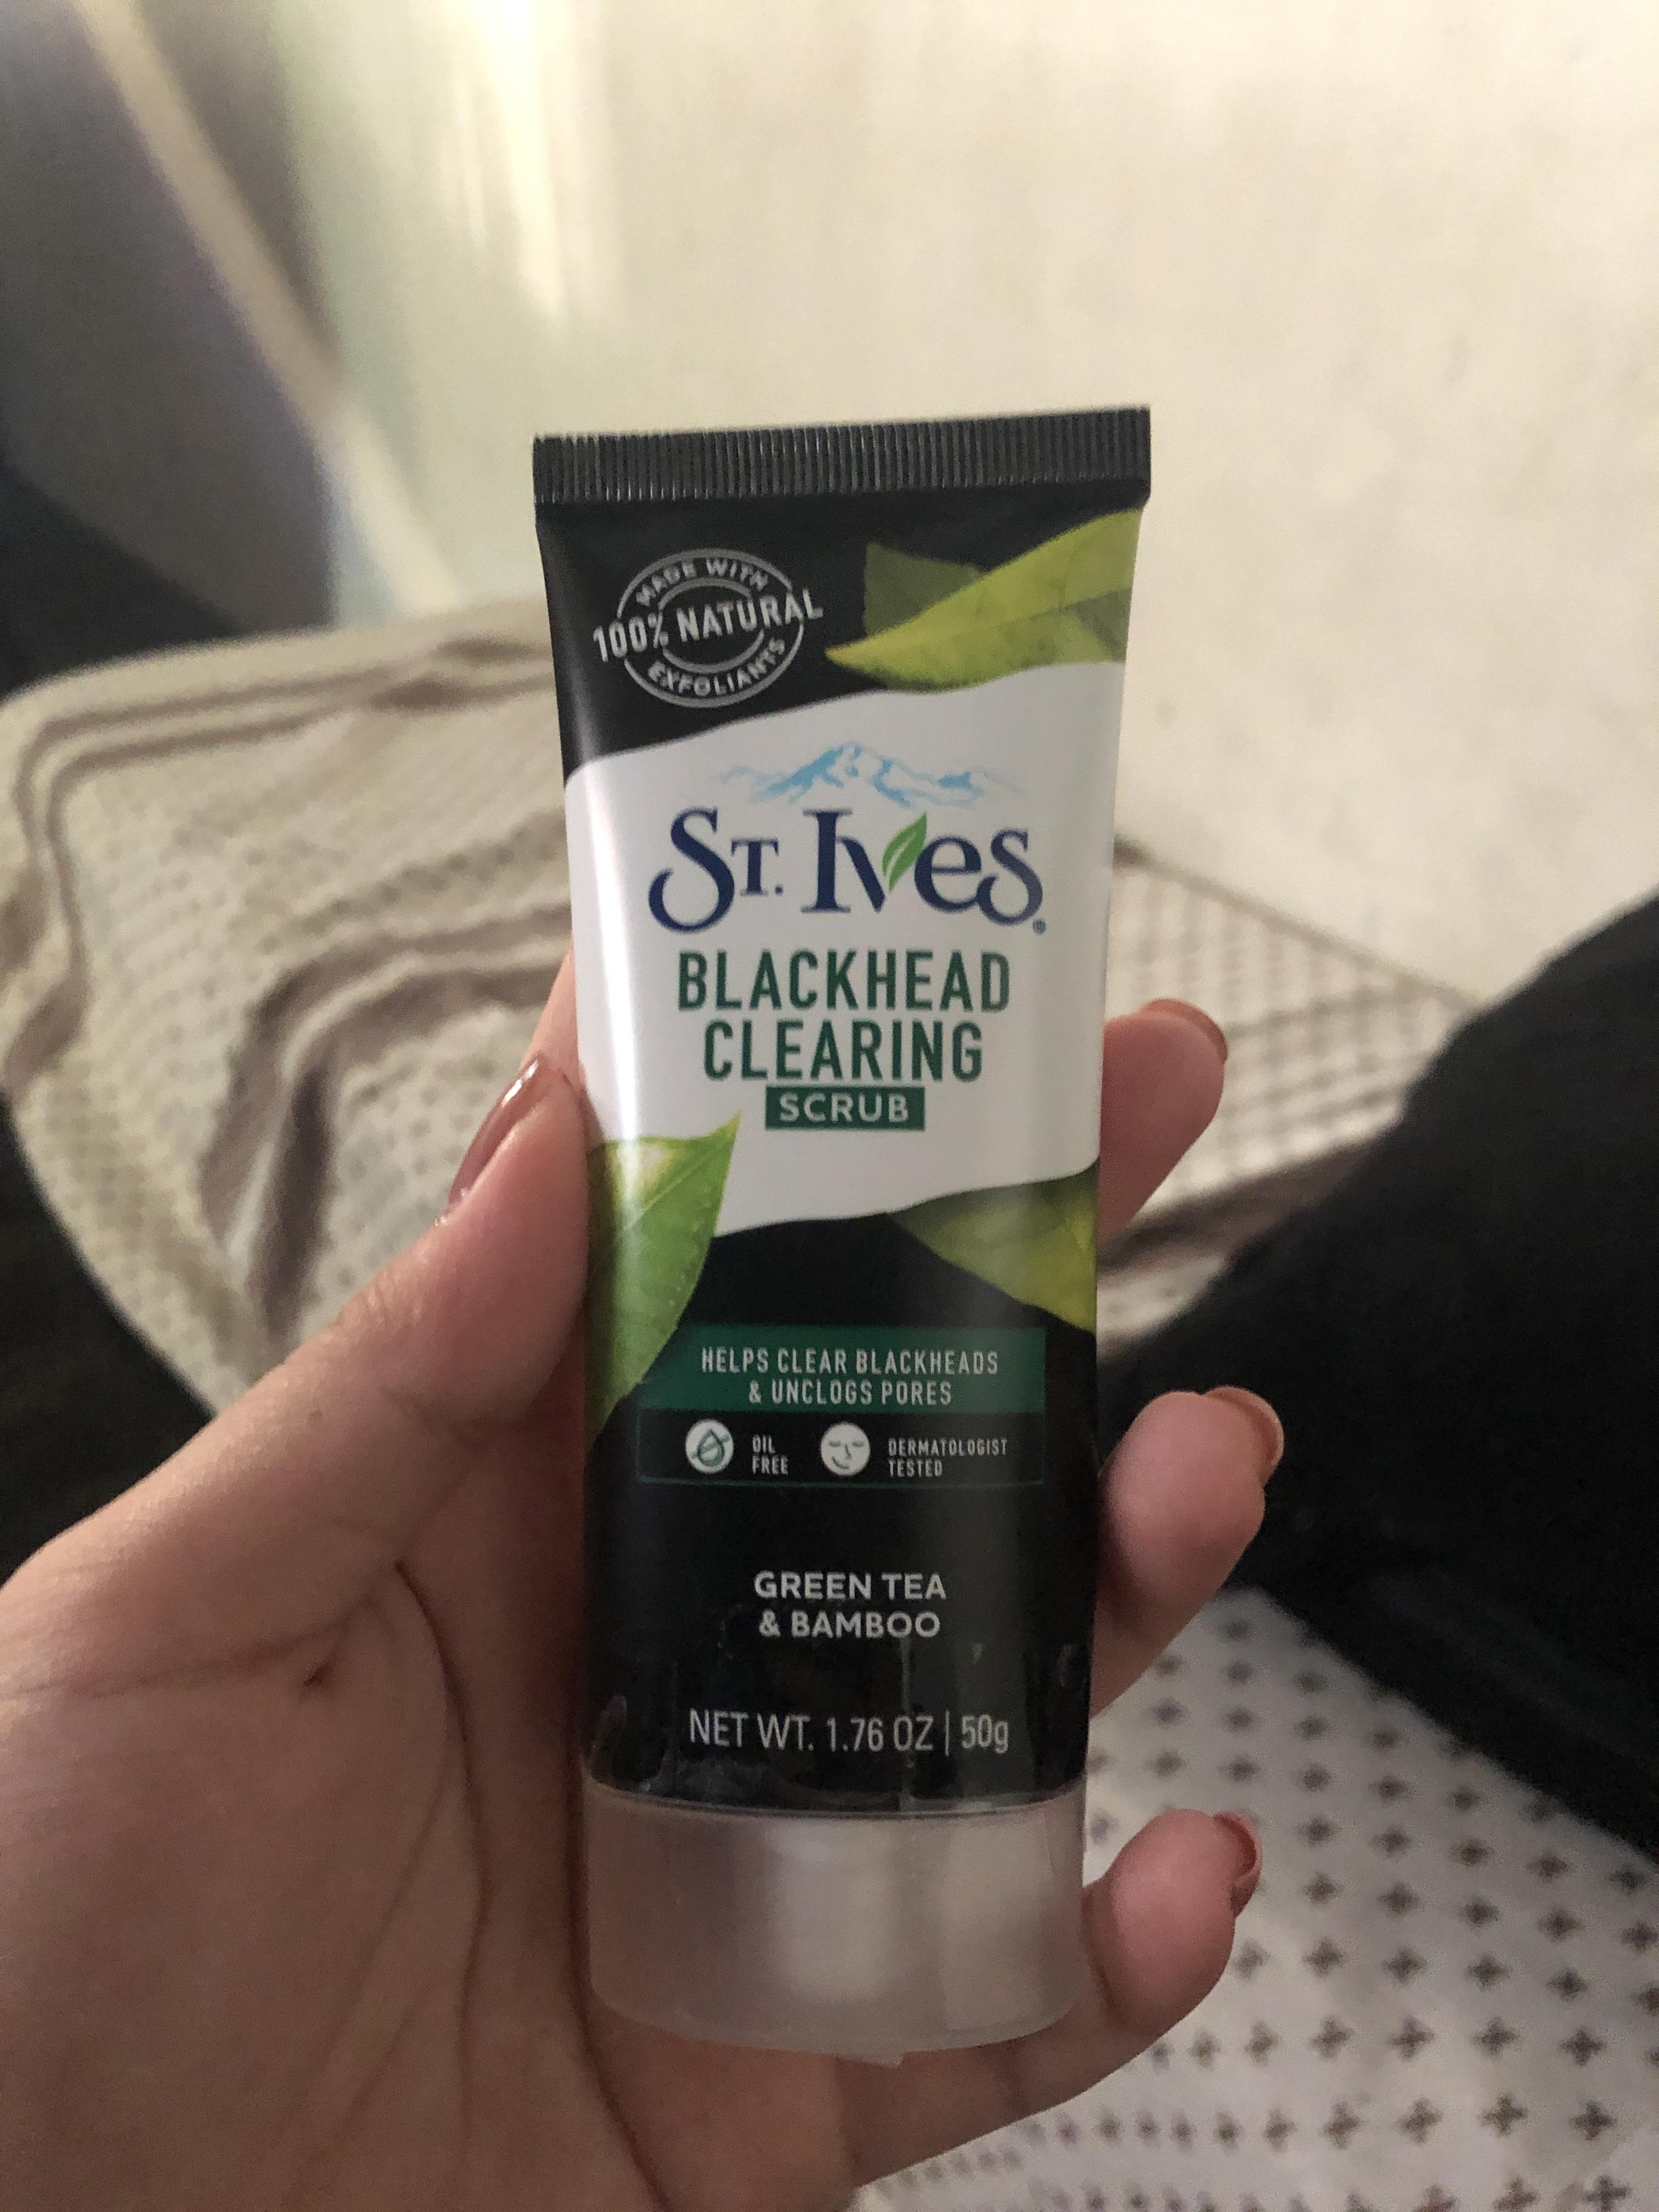 MADE WITH
100% NATURAL
EXFOLIANTS
ST. IVES®
BLACKHEAD
CLEARING
SCRUB
HELPS CLEAR BLACKHEADS
& UNCLOGS PORES
OIL
FREE
DERMATOLOGIST
TESTED
GREEN TEA
& BAMBOO
NET WT. 1.76 OZ | 50g